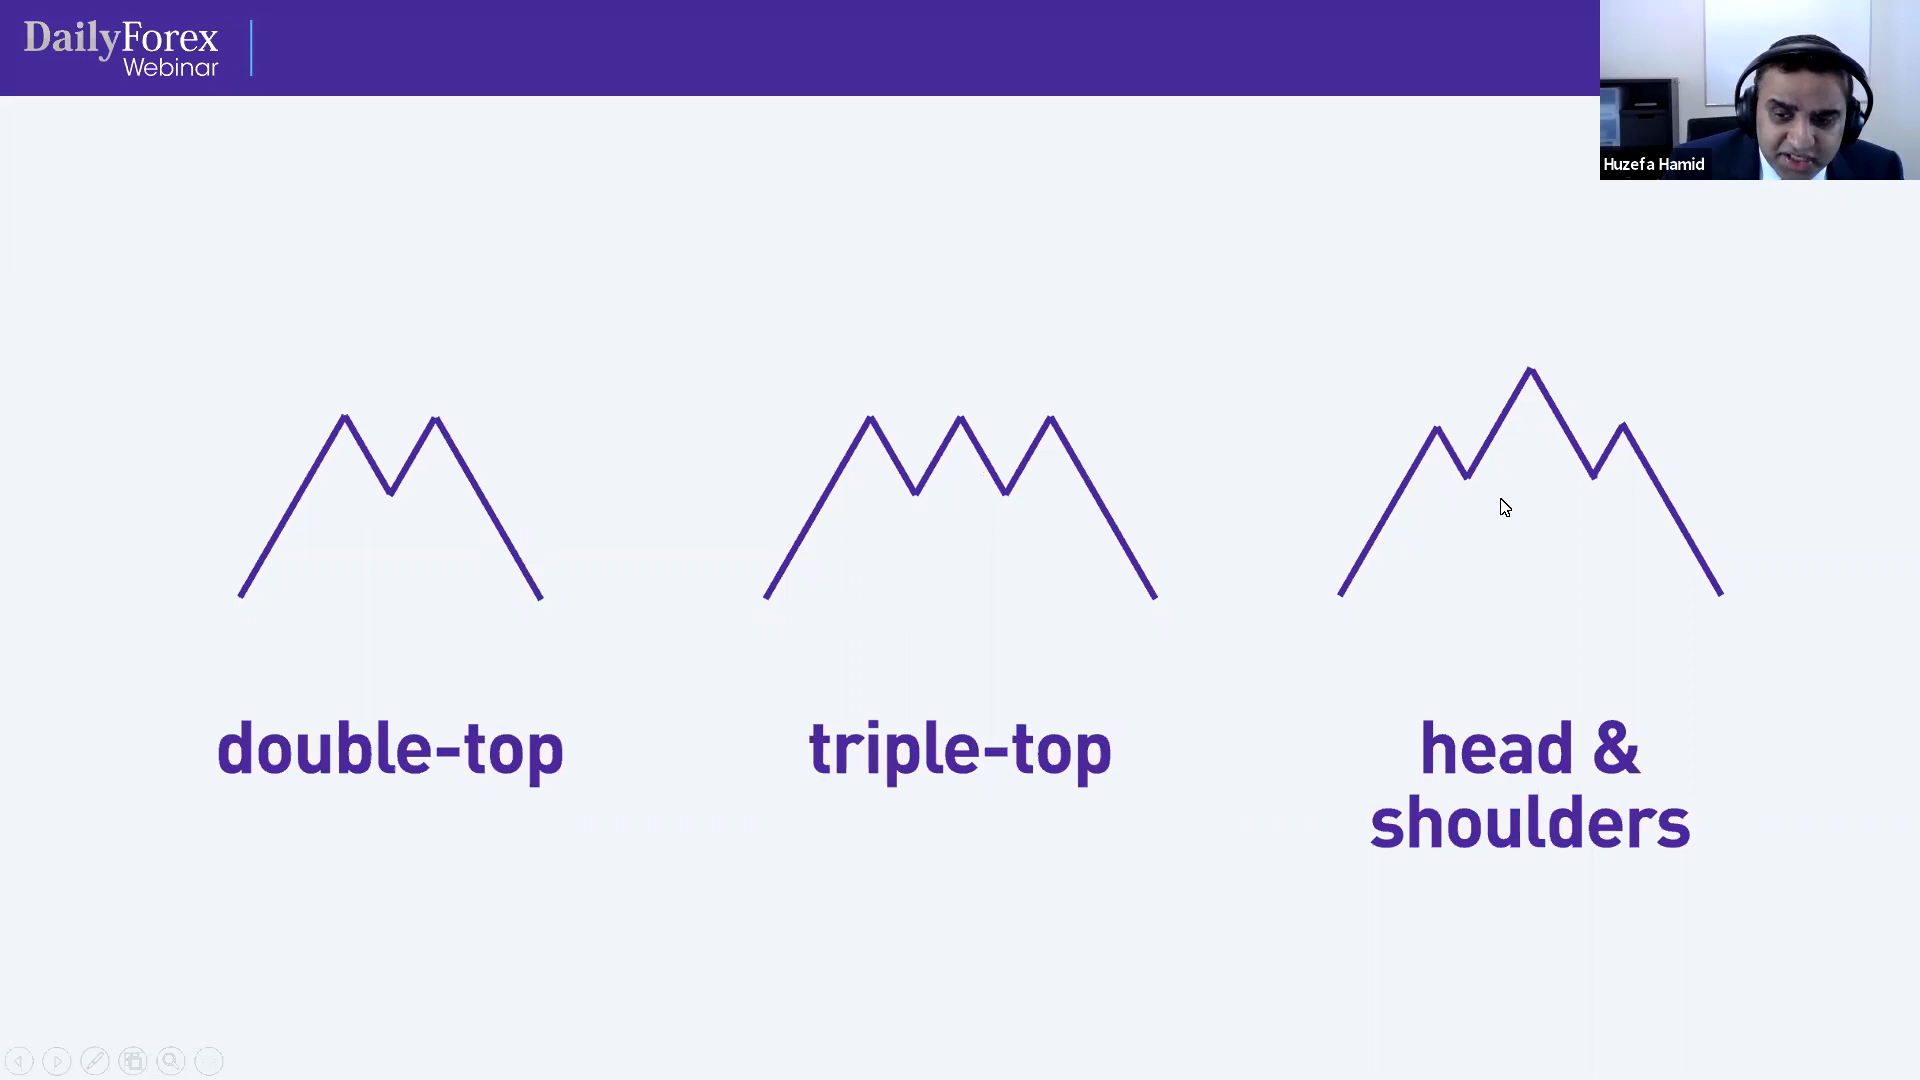 DailyForex
Webinar
Huzefa Hamid
double-top
triple-top
head &
shoulders